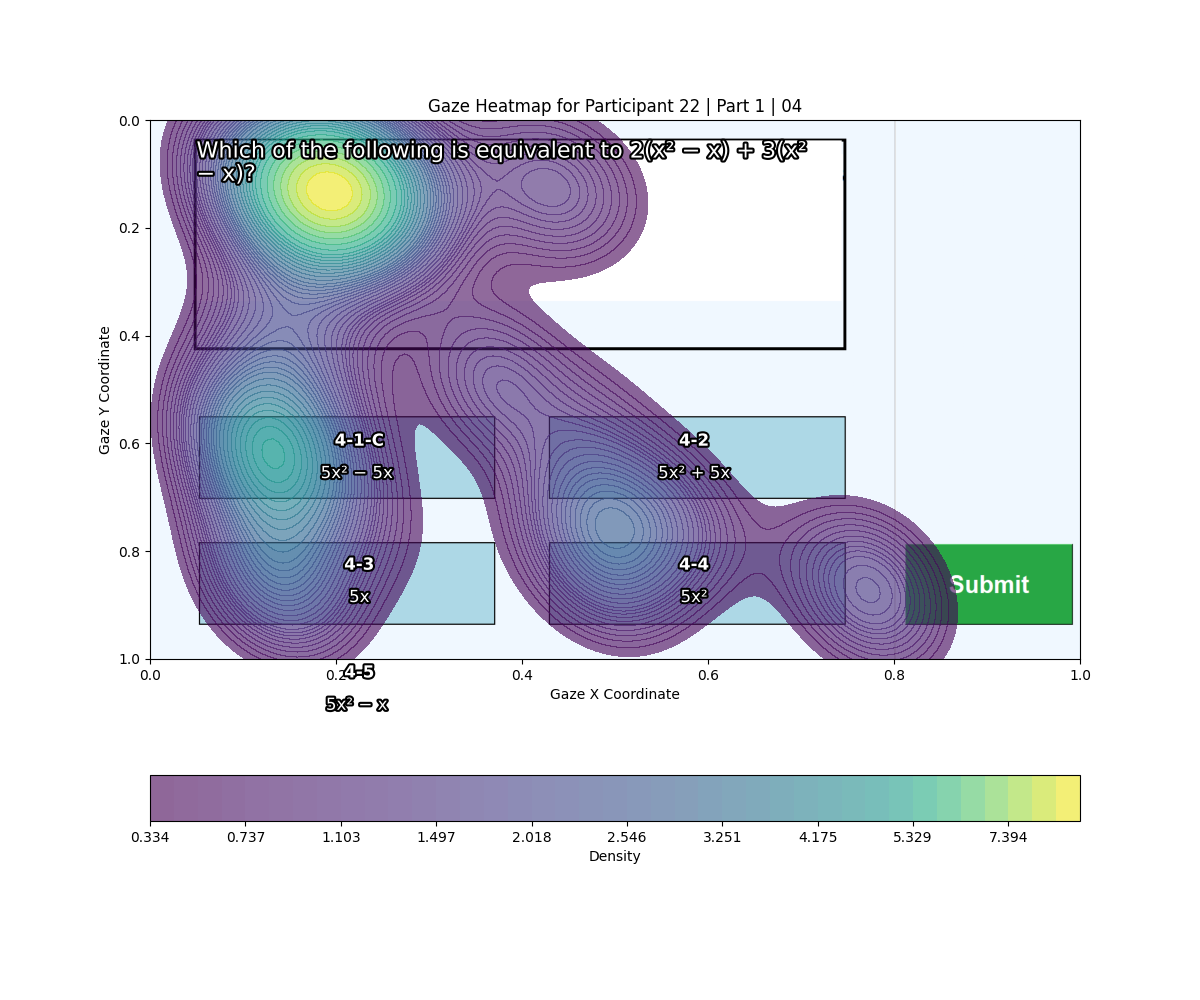 Gaze Heatmap for Participant 22 | Part 1 | 04
0.0
0.2
0.4
0.6
0.8
1.0
Gaze Y Coordinate
Which of the following is equivalent to 2(x² − x) + 3(x²
− x)?
4-1-C
5x² − 5x
4-2
5x² + 5x
4-3
5x
4-4
5x²
Submit
0.0 0.2 0.4 0.6 0.8 1.0
4-5
5x² − x
Gaze X Coordinate
0.334 0.737 1.103 1.497 2.018 2.546 3.251 4.175 5.329 7.394
Density